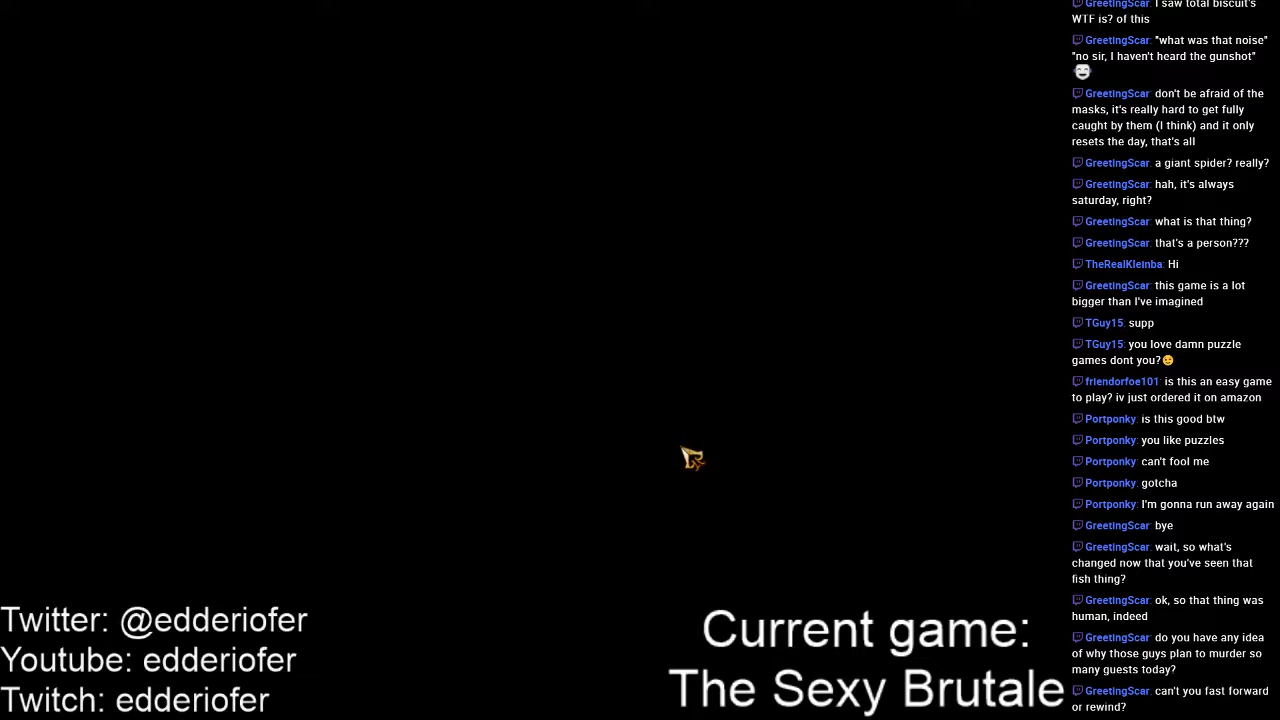 GreetingScar: I saw total biscuit's
WTF is? of this
GreetingScar: "what was that noise"
"no sir, I haven't heard the gunshot"
GreetingScar: don't be afraid of the
masks, it's really hard to get fully
caught by them (I think) and it only
resets the day, that's all
GreetingScar: a giant spider? really?
GreetingScar: hah, it's always
saturday, right?
GreetingScar: what is that thing?
GreetingScar: that's a person???
TheRealKleinba: Hi
GreetingScar: this game is a lot
bigger than I've imagined
TGuy15: supp
TGuy15: you love damn puzzle
games dont you?
friendorfoe101: is this an easy game
to play? iv just ordered it on amazon
Portponky: is this good btw
Portponky: you like puzzles
Portponky: can't fool me
Portponky: gotcha
Portponky: I'm gonna run away again
GreetingScar: bye
GreetingScar: wait, so what's
changed now that you've seen that
fish thing?
GreetingScar: ok, so that thing was
human, indeed
GreetingScar: do you have any idea
of why those guys plan to murder so
many guests today?
GreetingScar: can't you fast forward
or rewind?
Twitter: @edderiofer
Youtube: edderiofer
Twitch: edderiofer
Current game:
The Sexy Brutale